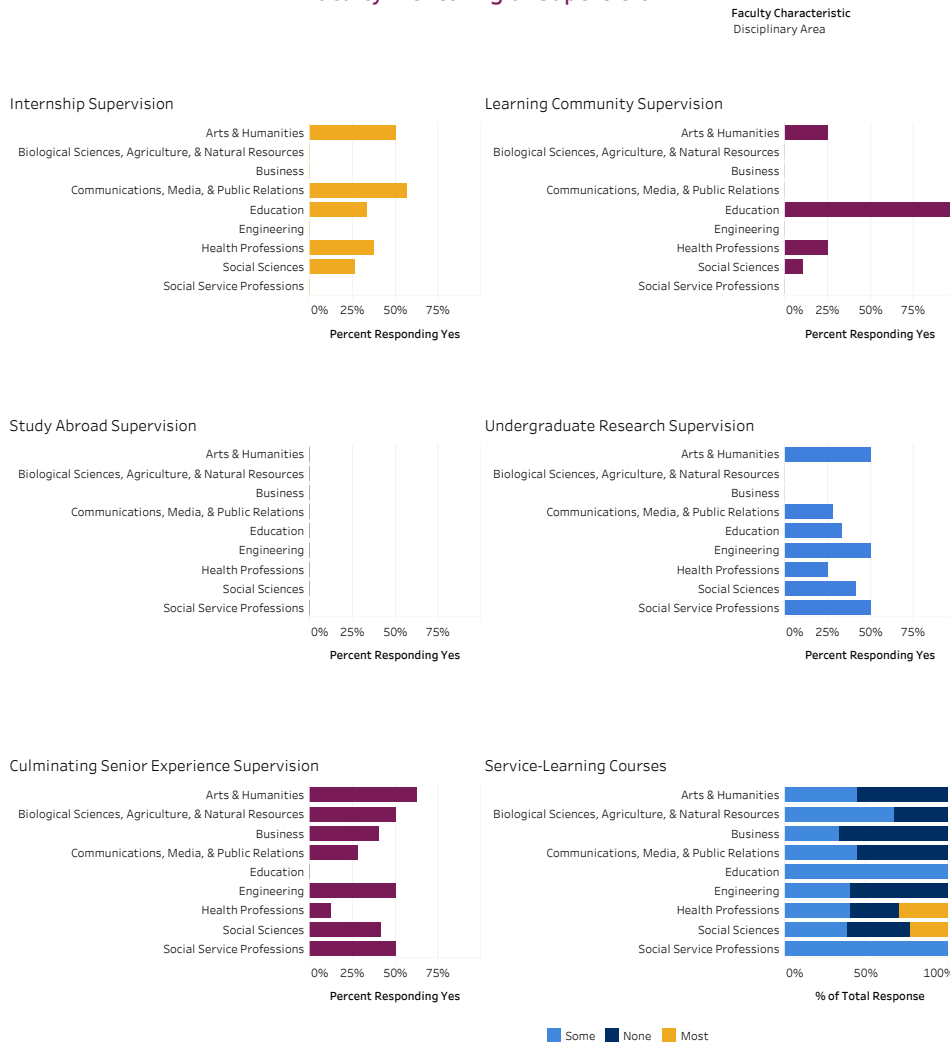 Faculty Characteristic
Disciplinary Area
Internship Supervision
Arts & Humanities
Biological Sciences, Agriculture, & Natural Resources
Business
Communications, Media, & Public Relations
Education
Engineering
Health Professions
Social Sciences
Social Service Professions
0% 25% 50% 75%
Percent Responding Yes
Learning Community Supervision
Arts & Humanities
Biological Sciences, Agriculture, & Natural Resources
Business
Communications, Media, & Public Relations
Education
Engineering
Health Professions
Social Sciences
Social Service Professions
0% 25% 50% 75%
Percent Responding Yes
Study Abroad Supervision
Arts & Humanities
Biological Sciences, Agriculture, & Natural Resources
Business
Communications, Media, & Public Relations
Education
Engineering
Health Professions
Social Sciences
Social Service Professions
0% 25% 50% 75%
Percent Responding Yes
Undergraduate Research Supervision
Arts & Humanities
Biological Sciences, Agriculture, & Natural Resources
Business
Communications, Media, & Public Relations
Education
Engineering
Health Professions
Social Sciences
Social Service Professions
0% 25% 50% 75%
Percent Responding Yes
Culminating Senior Experience Supervision
Arts & Humanities
Biological Sciences, Agriculture, & Natural Resources
Business
Communications, Media, & Public Relations
Education
Engineering
Health Professions
Social Sciences
Social Service Professions
0% 25% 50% 75%
Percent Responding Yes
Service-Learning Courses
Arts & Humanities
Biological Sciences, Agriculture, & Natural Resources
Business
Communications, Media, & Public Relations
Education
Engineering
Health Professions
Social Sciences
Social Service Professions
0% 50% 100%
% of Total Response
Some None Most